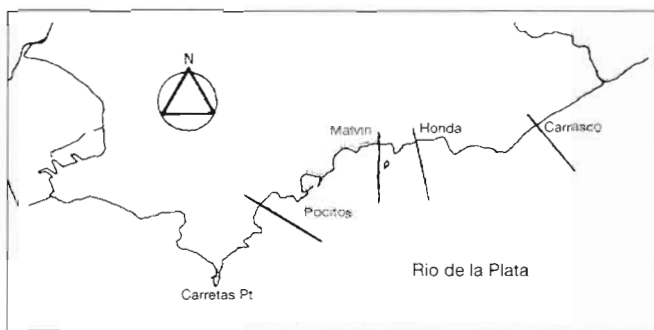 N
Malvin
Honda
Carrasco
Pocitos
Rio de la Plata
Carretas Pt